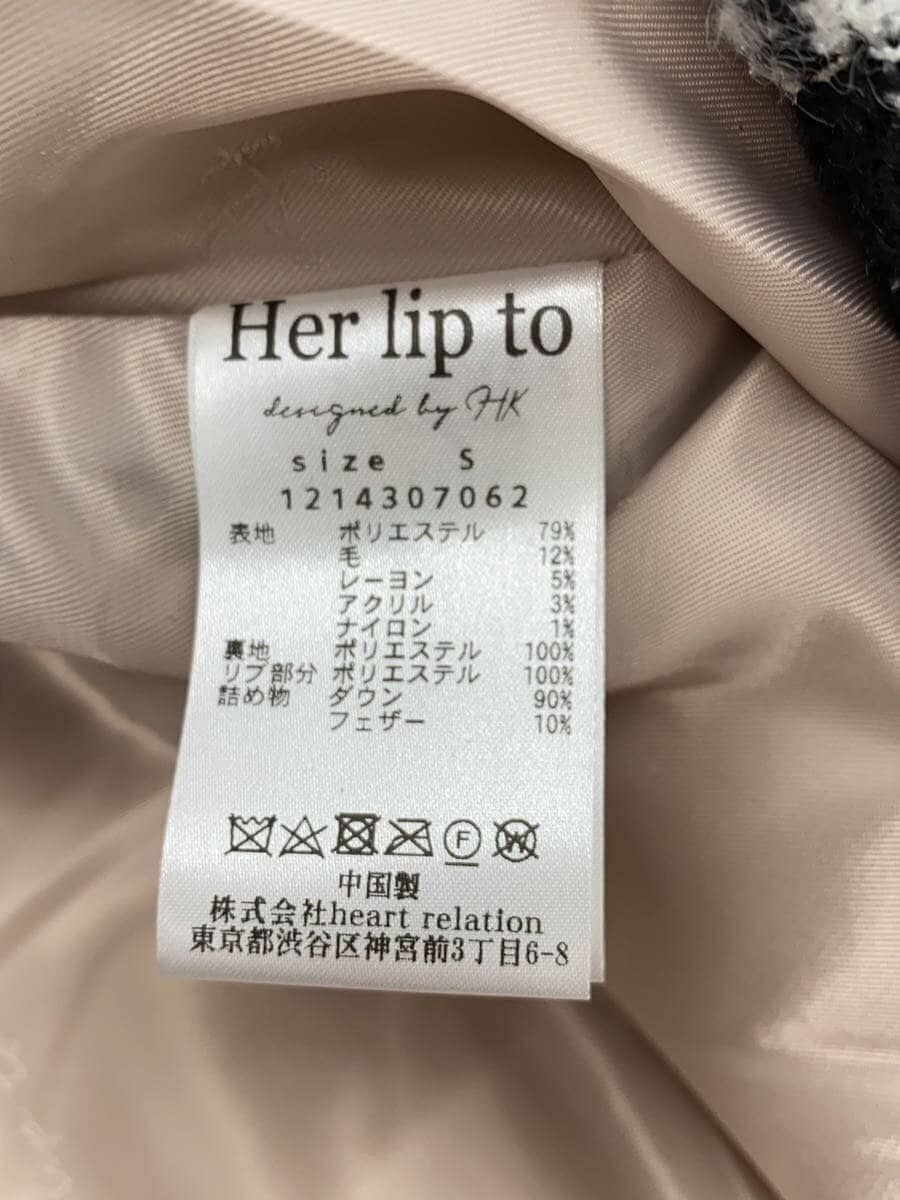 Her lip to
designed by HK
size S
1214307062
表地 ポリエステル 79%
毛 12%
レーヨン 5%
アクリル 3%
ナイロン 1%
裏地 ポリエステル 100%
リブ部分 ポリエステル 100%
詰め物 ダウン 90%
フェザー 10%
F W
中国製
株式会社heart relation
東京都渋谷区神宮前3丁目6-8